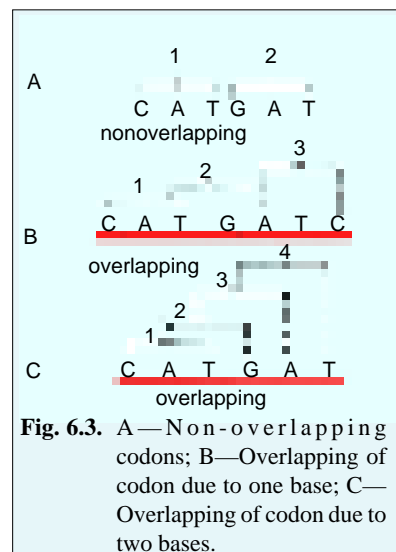 1 2
A
C A T G A T
nonoverlapping
3
2
1
C A T G A T C
B
overlapping
4
3
2
1
C
C A T G A T
overlapping
Fig. 6.3. A—Non-overlapping
codons; B—Overlapping of
codon due to one base; C—
Overlapping of codon due to
two bases.